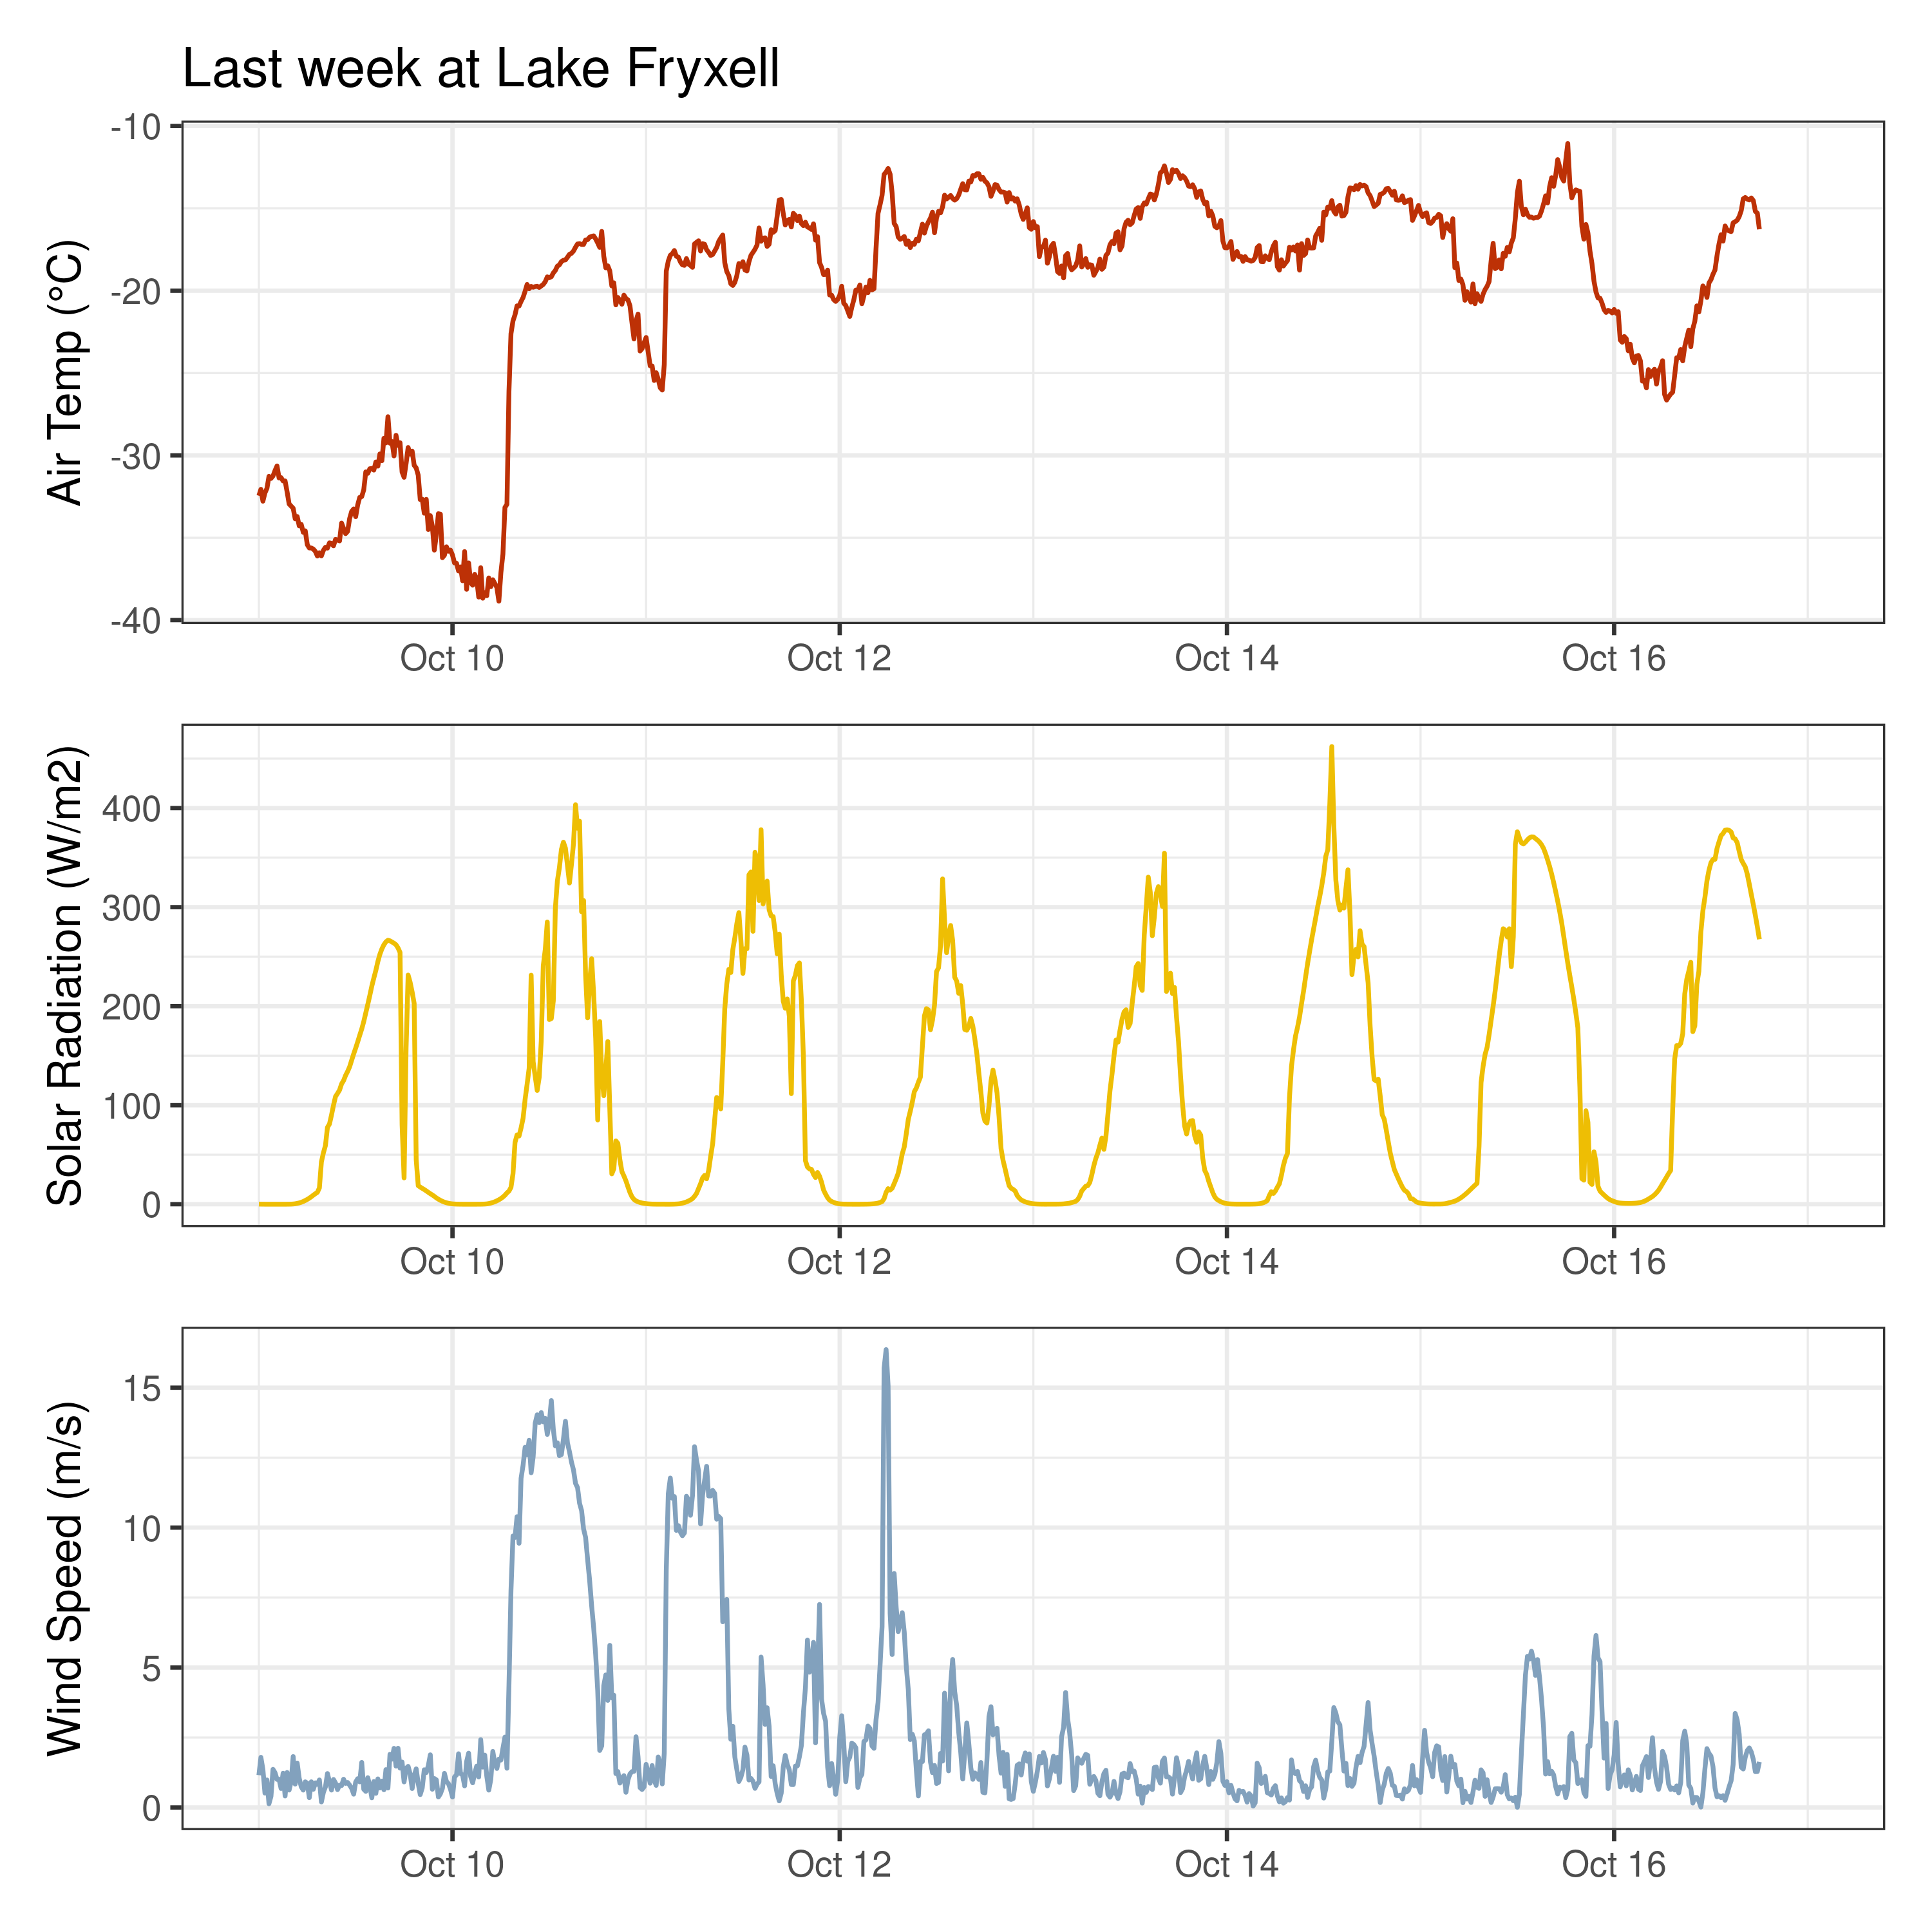 Last week at Lake Fryxell
Air Temp (°C)
-10
-20
-30
-40
Oct 10 Oct 12 Oct 14 Oct 16
Solar Radiation (W/m2)
400
300
200
100
0
Oct 10 Oct 12 Oct 14 Oct 16
Wind Speed (m/s)
15
10
5
0
Oct 10 Oct 12 Oct 14 Oct 16